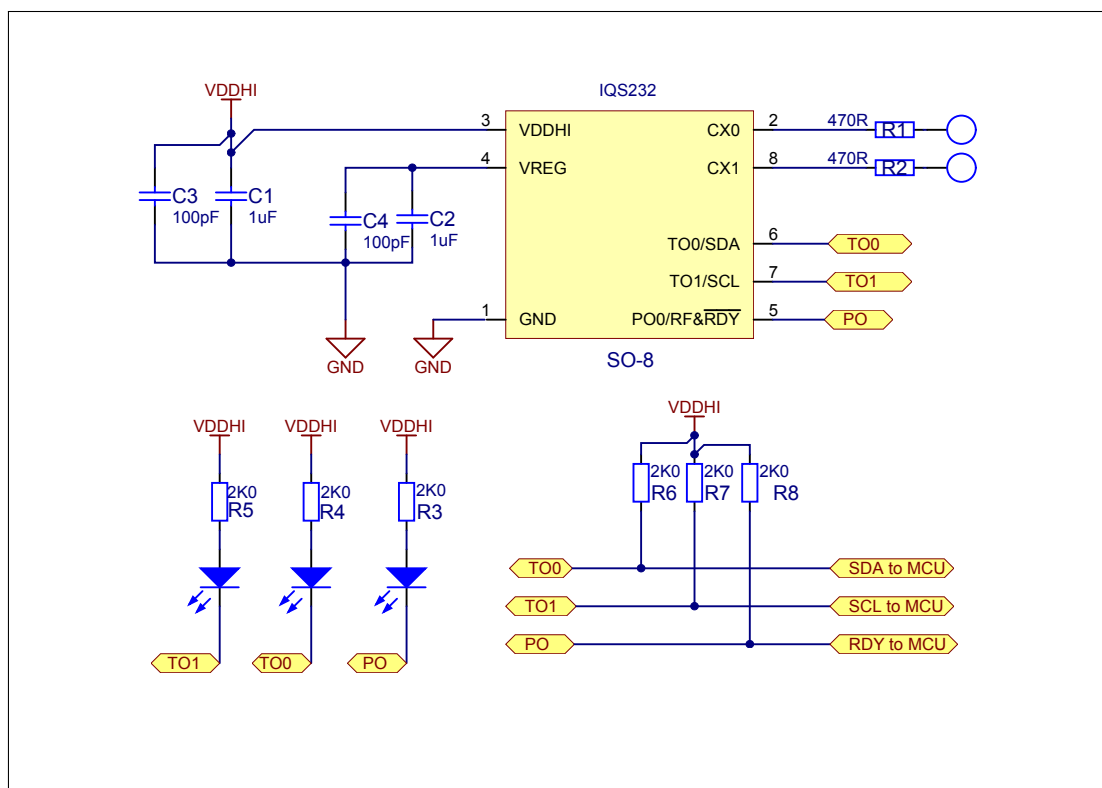 IQS232
VDDHI
3 VDDHI CX0 2 470R R1
4 VREG CX1 8 470R R2
C3 100pF
C1 1uF
C4 100pF
C2 1uF
TO0/SDA 6 TO0
TO1/SCL 7 TO1
1 GND PO0/RF&RDY 5 PO
GND GND
SO-8
VDDHI VDDHI VDDHI
2K0 R5
2K0 R4
2K0 R3
TO1 TO0 PO
VDDHI
2K0 R6
2K0 R7
2K0 R8
TO0 SDA to MCU
TO1 SCL to MCU
PO RDY to MCU